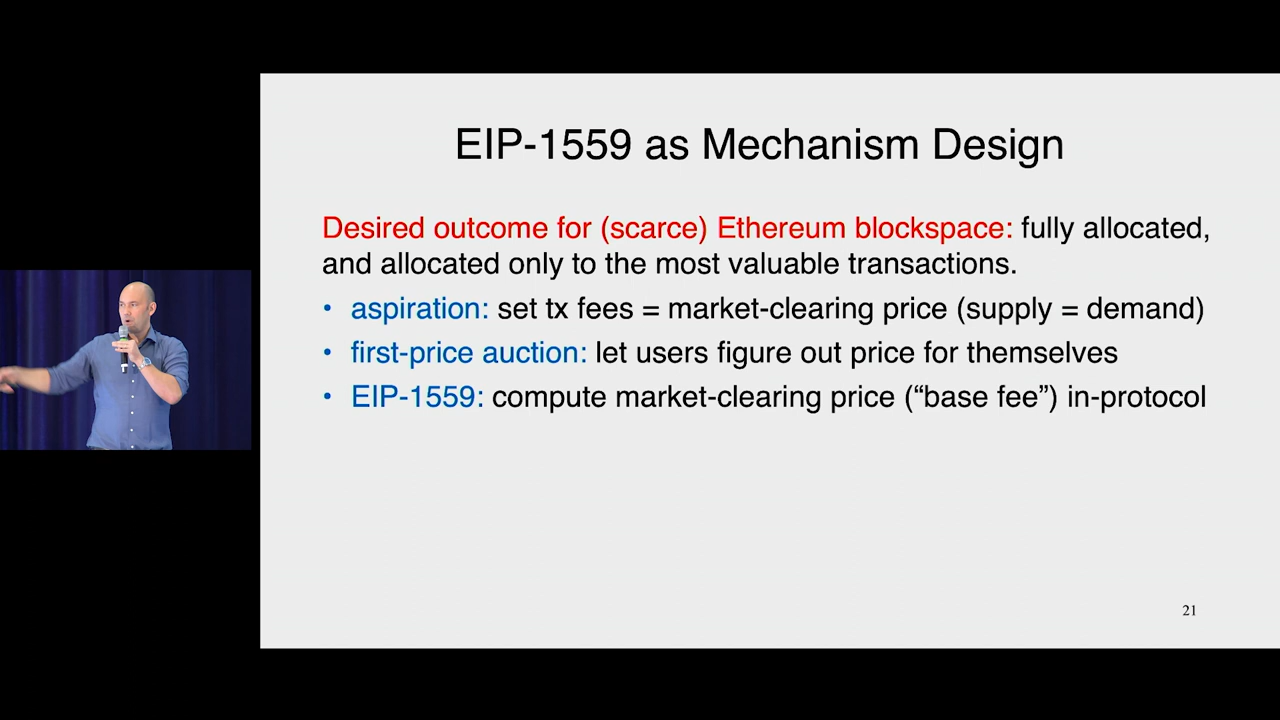 EIP-1559 as Mechanism Design
Desired outcome for (scarce) Ethereum blockspace: fully allocated,
and allocated only to the most valuable transactions.
• aspiration: set tx fees = market-clearing price (supply = demand)
• first-price auction: let users figure out price for themselves
• EIP-1559: compute market-clearing price (“base fee”) in-protocol
21